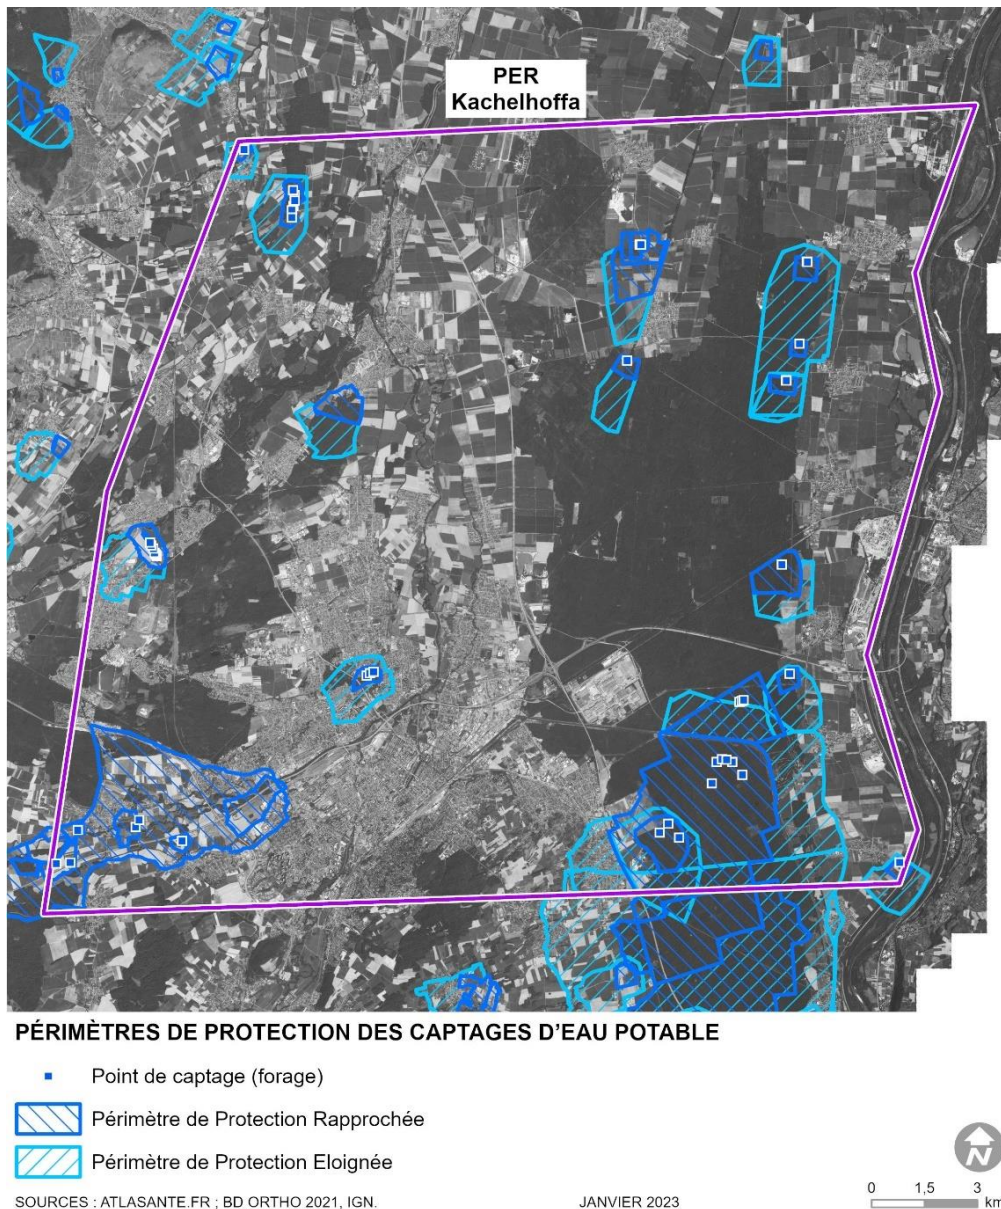 PER
Kachelhoffa
PÉRIMÈTRES DE PROTECTION DES CAPTAGES D'EAU POTABLE
Point de captage (forage)
Périmètre de Protection Rapprochée
Périmètre de Protection Eloignée
N
SOURCES : ATLASANTE.FR ; BD ORTHO 2021, IGN.
JANVIER 2023
0 1,5 3
km